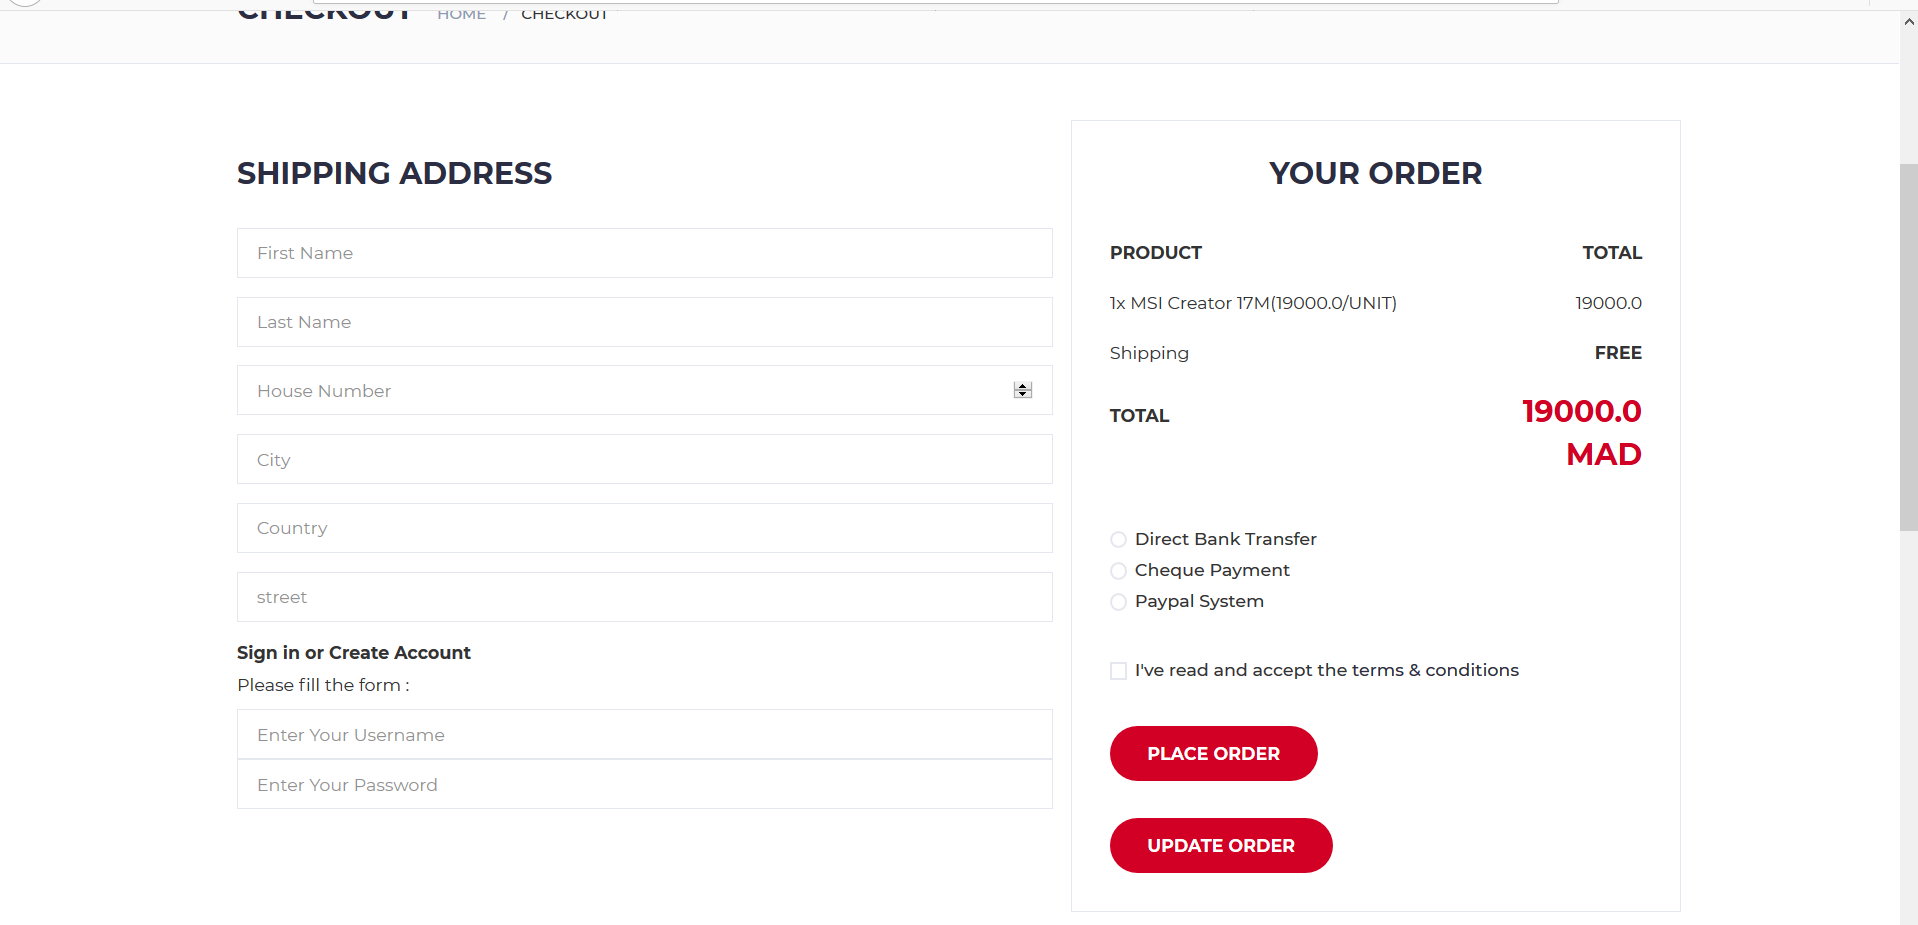 CHECKOUT HOME / CHECKOUT
SHIPPING ADDRESS
First Name
Last Name
House Number
City
Country
street
Sign in or Create Account
Please fill the form :
Enter Your Username
Enter Your Password
YOUR ORDER
PRODUCT TOTAL
1x MSI Creator 17M(19000.0/UNIT) 19000.0
Shipping FREE
TOTAL 19000.0
MAD
Direct Bank Transfer
Cheque Payment
Paypal System
I've read and accept the terms & conditions
PLACE ORDER
UPDATE ORDER